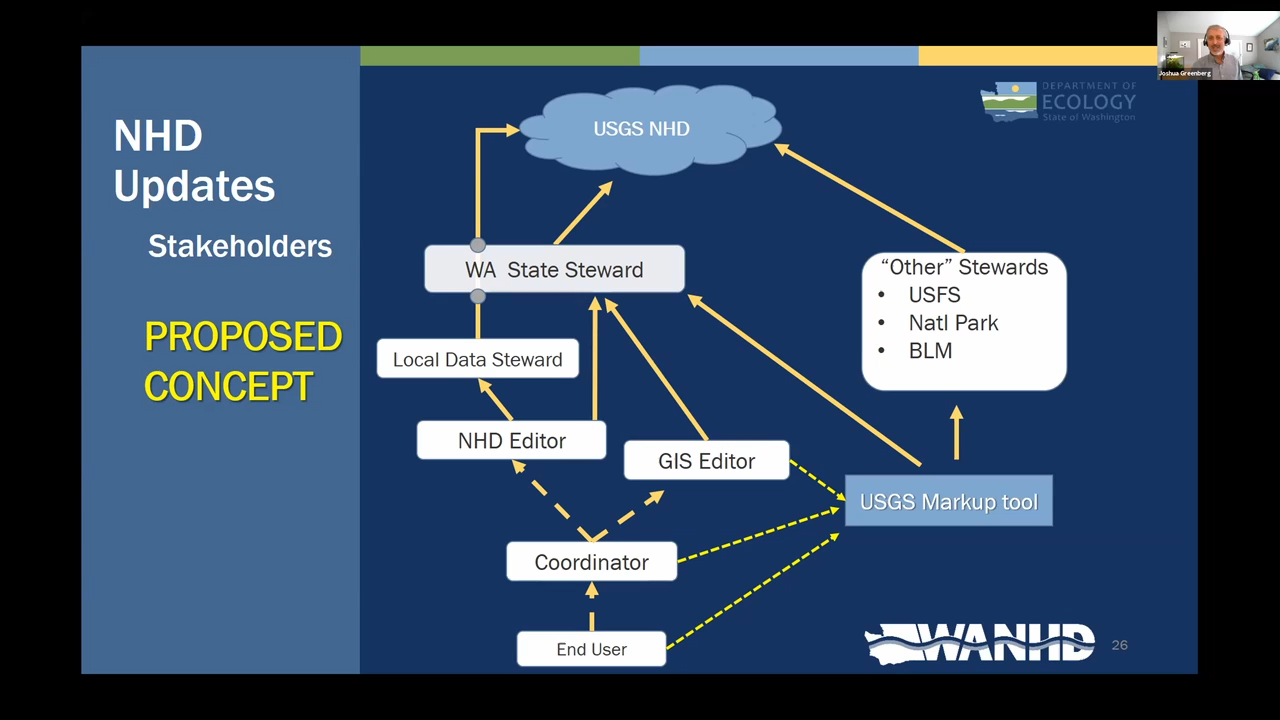 Joshua Greenberg
NHD
Updates
Stakeholders
PROPOSED
CONCEPT
USGS NHD
DEPARTMENT OF
ECOLOGY
State of Washington
WA State Steward
"Other" Stewards
• USFS
• Natl Park
• BLM
Local Data Steward
NHD Editor
GIS Editor
USGS Markup tool
Coordinator
End User
WANHD
26